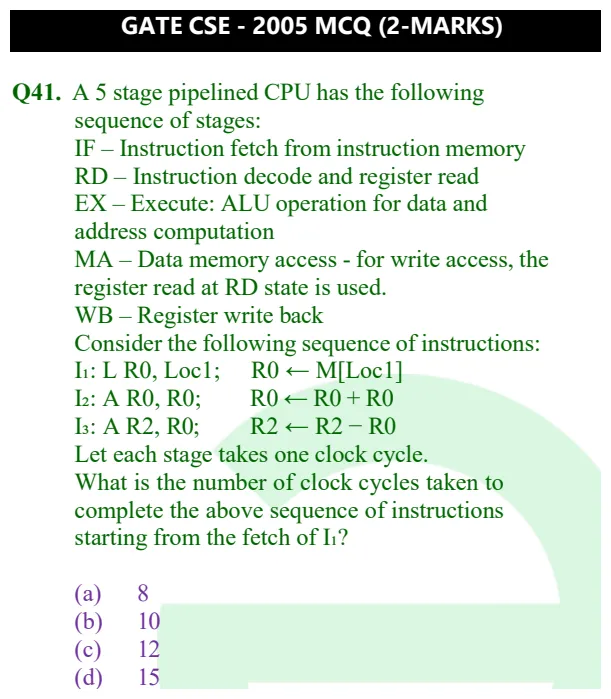 GATE CSE - 2005 MCQ (2-MARKS)
Q41. A 5 stage pipelined CPU has the following
sequence of stages:
IF – Instruction fetch from instruction memory
RD – Instruction decode and register read
EX – Execute: ALU operation for data and
address computation
MA – Data memory access - for write access, the
register read at RD state is used.
WB – Register write back
Consider the following sequence of instructions:
I₁: L R0, Loc1; R0 ← M[Loc1]
I₂: A R0, R0; R0 ← R0 + R0
I₃: A R2, R0; R2 ← R2 − R0
Let each stage takes one clock cycle.
What is the number of clock cycles taken to
complete the above sequence of instructions
starting from the fetch of I₁?
(a) 8
(b) 10
(c) 12
(d) 15